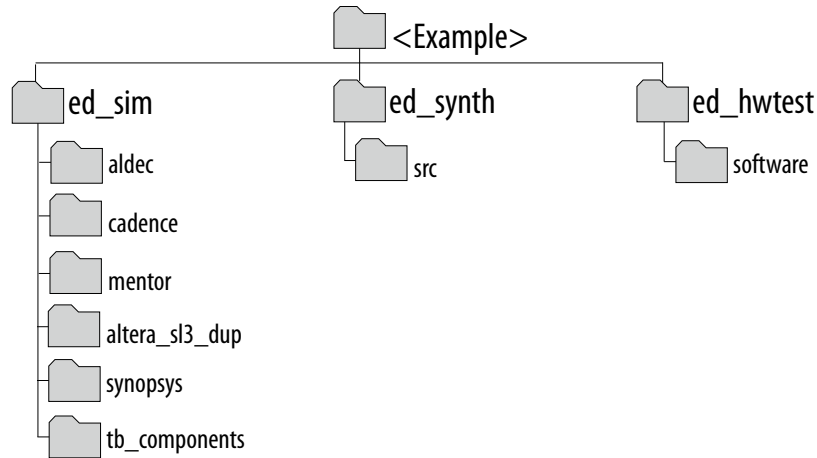 <Example>
ed_sim
ed_synth
ed_hwtest
aldec
src
software
cadence
mentor
altera_sl3_dup
synopsys
tb_components